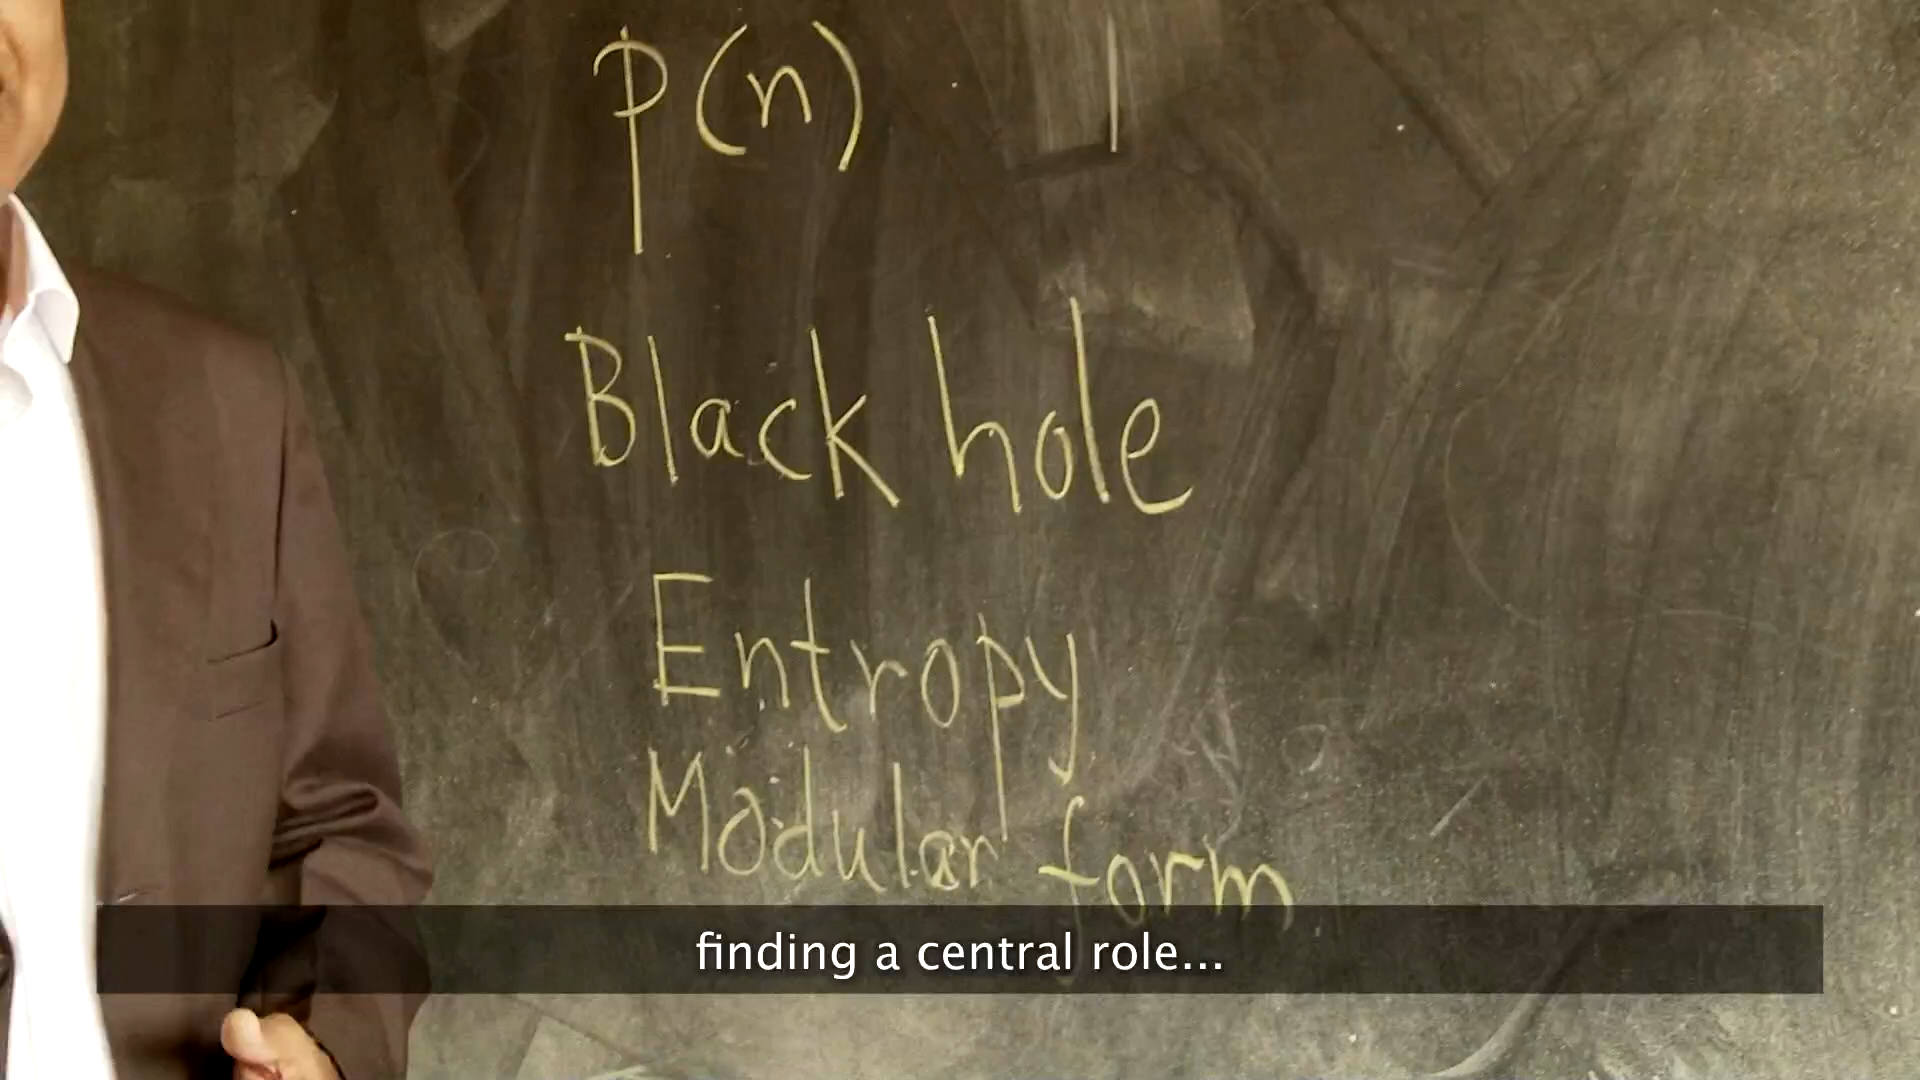 p(n)
Black hole
Entropy
Modular form
finding a central role...